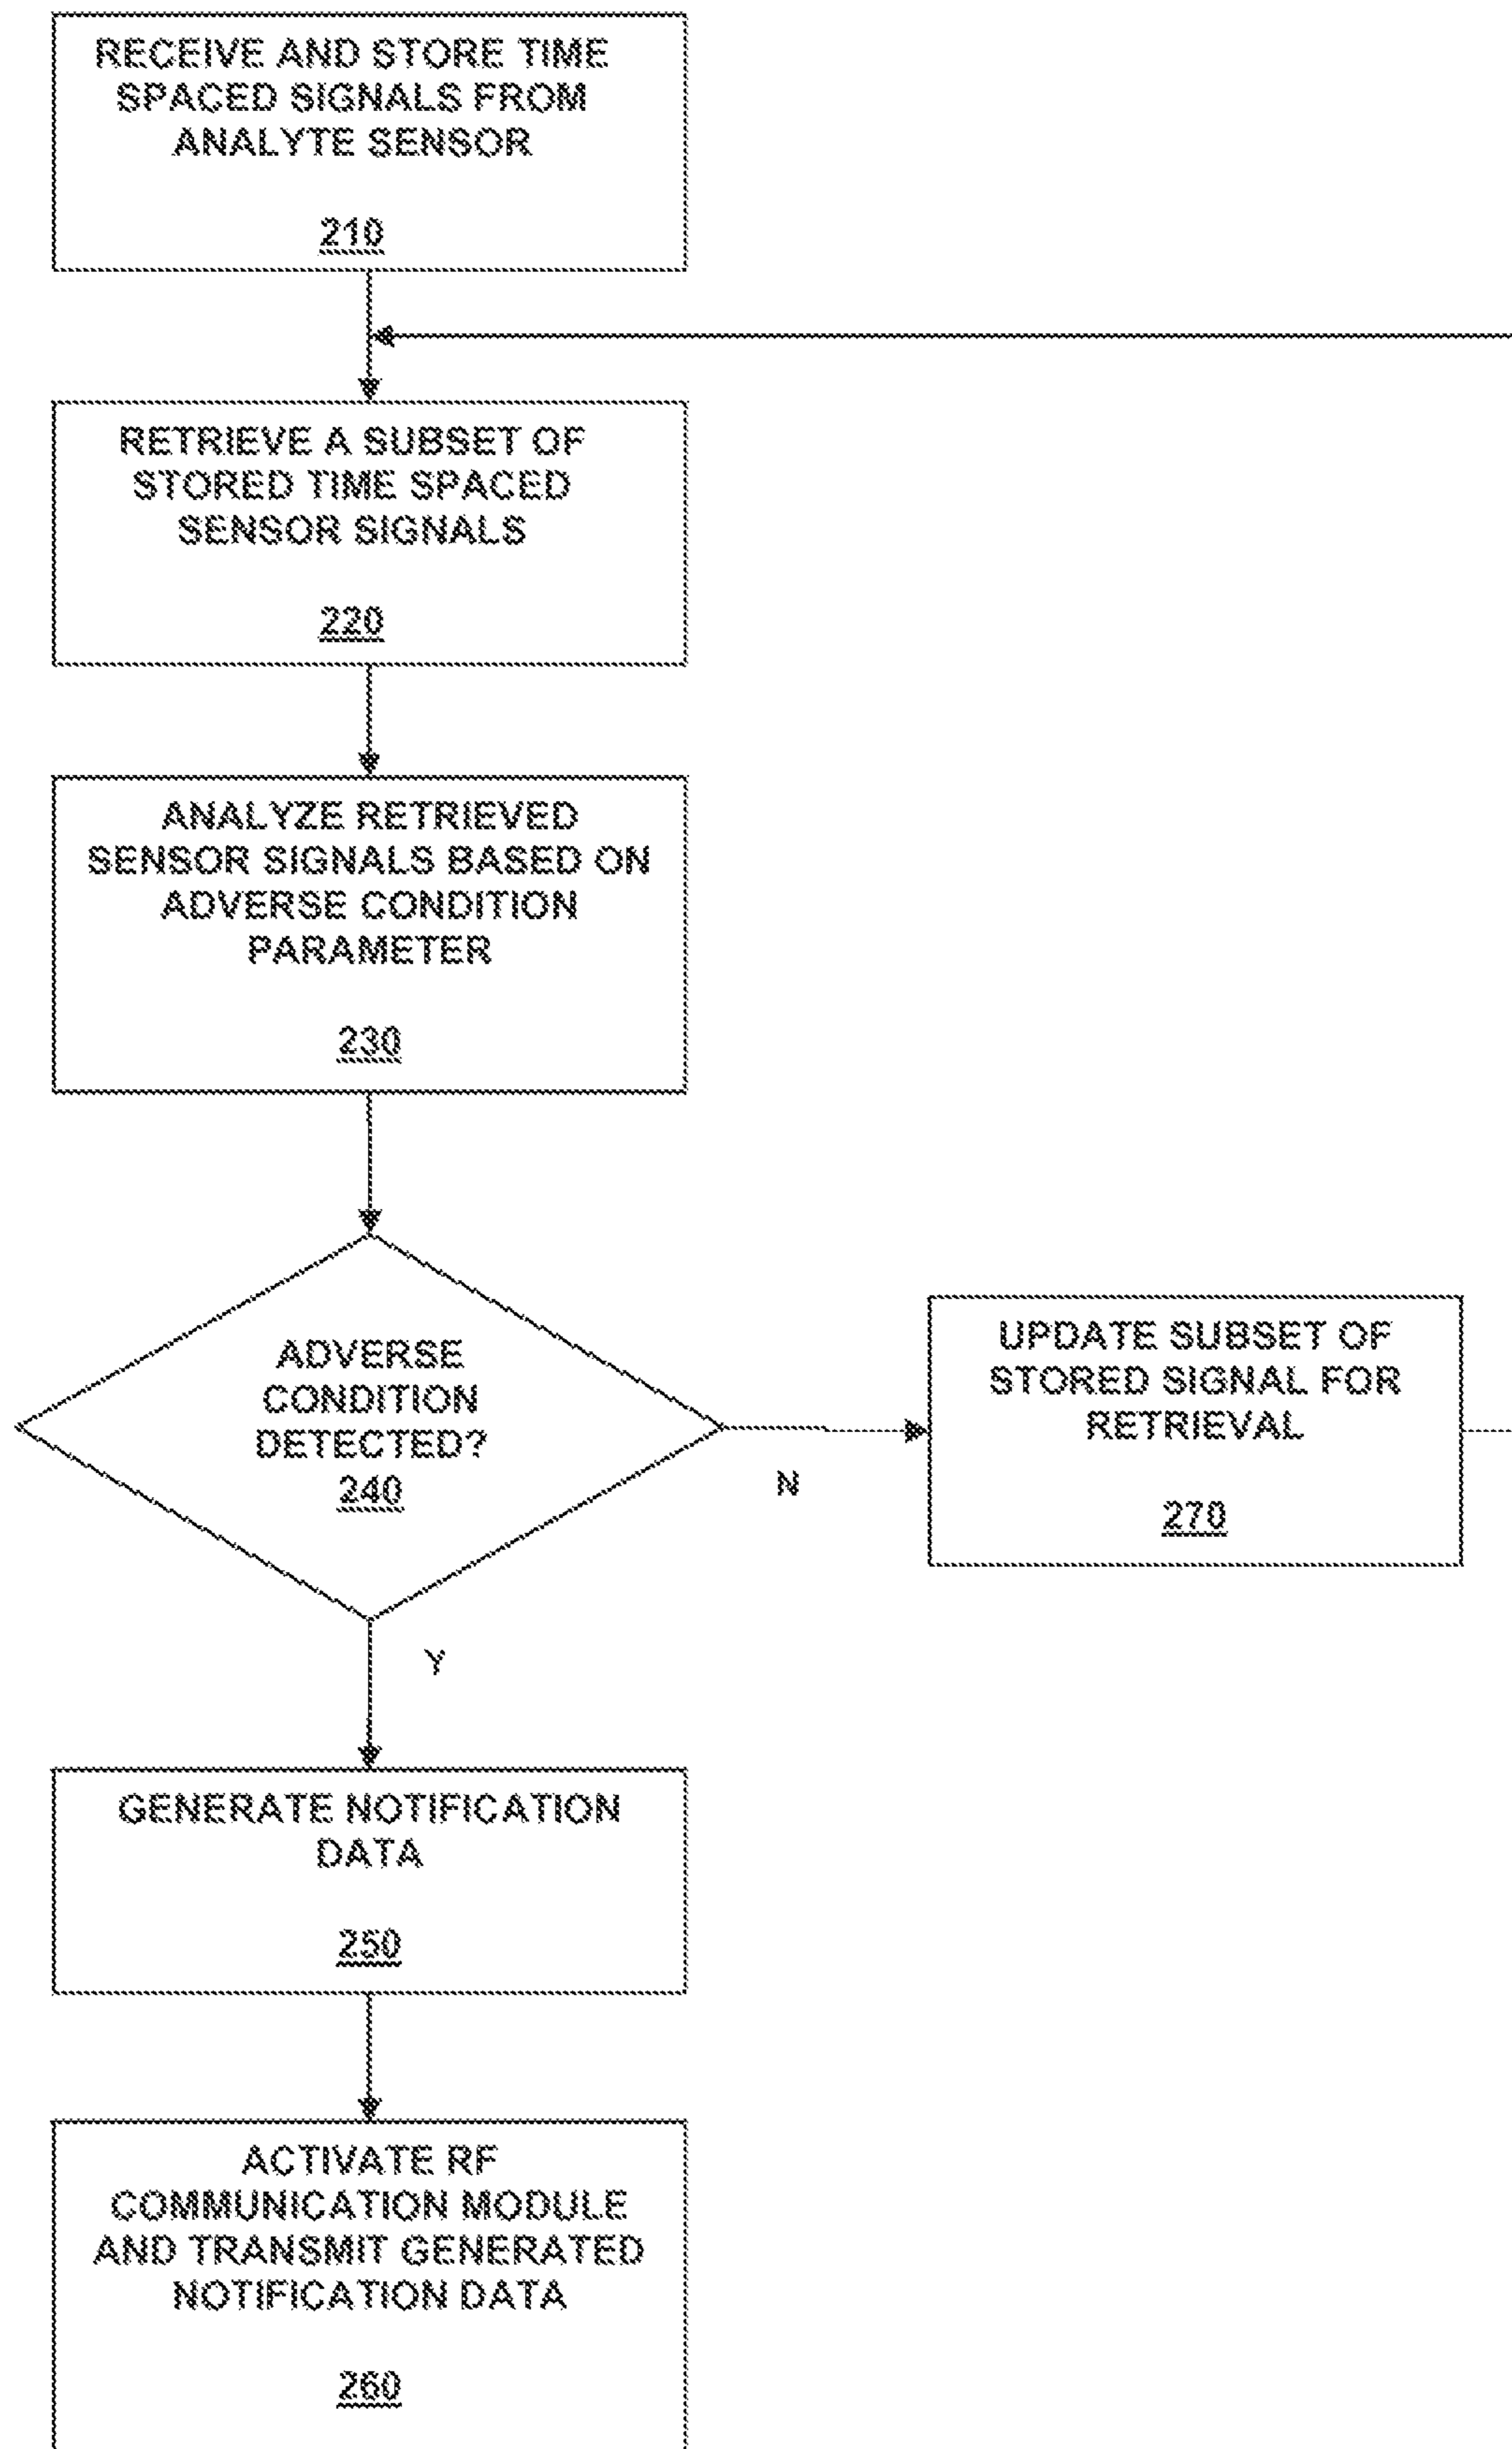 RECEIVE AND STORE TIME
SPACED SIGNALS FROM
ANALYTE SENSOR
210
RETRIEVE A SUBSET OF
STORED TIME SPACED
SENSOR SIGNALS
220
ANALYZE RETRIEVED
SENSOR SIGNALS BASED ON
ADVERSE CONDITION
PARAMETER
230
ADVERSE
CONDITION
DETECTED?
240
N
UPDATE SUBSET OF
STORED SIGNAL FOR
RETRIEVAL
270
Y
GENERATE NOTIFICATION
DATA
250
ACTIVATE RF
COMMUNICATION MODULE
AND TRANSMIT GENERATED
NOTIFICATION DATA
260